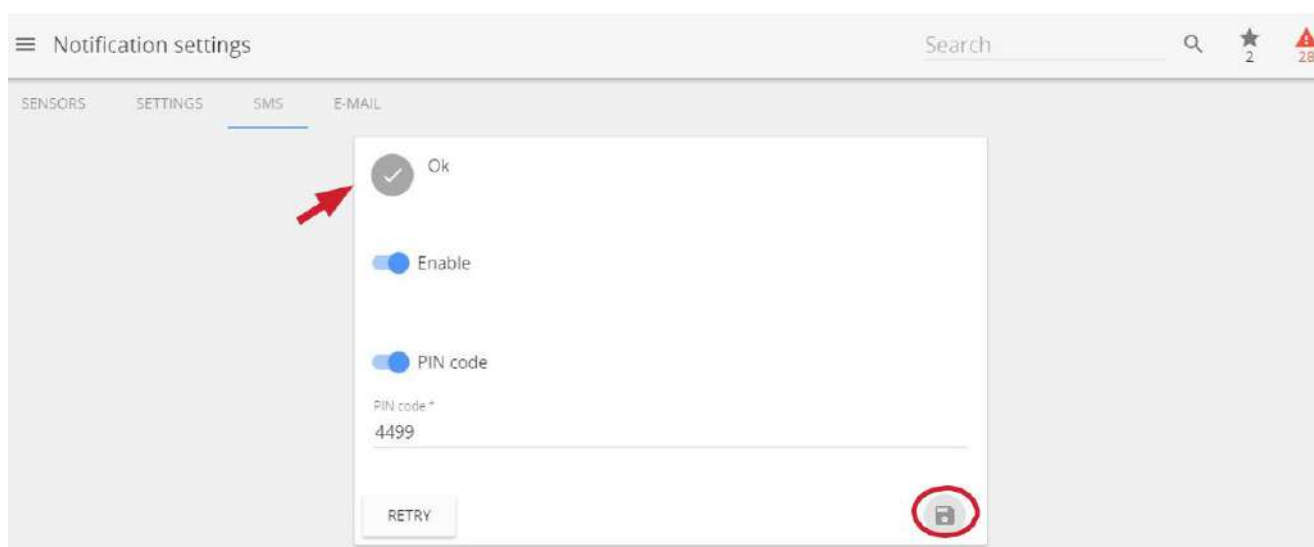 Notification settings
Search
2
28
SENSORS SETTINGS SMS E-MAIL
Ok
Enable
PIN code
PIN code *
4499
RETRY